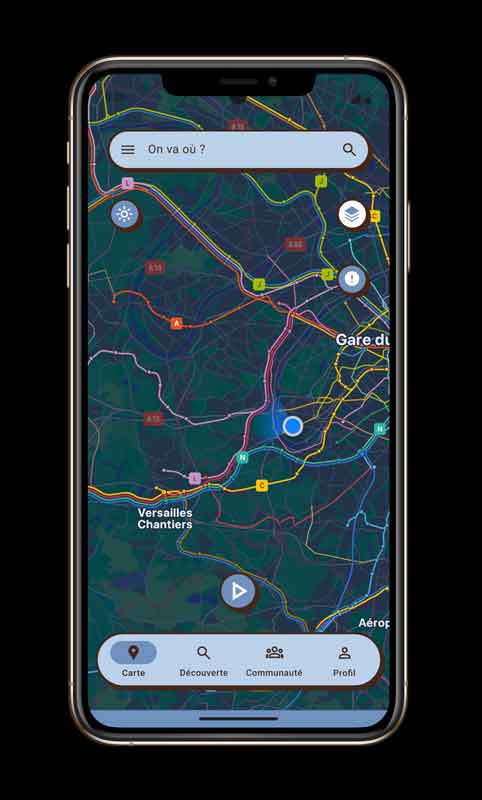 On va où ?
L
J
C
J
J
A
Gare du
N
N
L
C
Versailles
Chantiers
Aérop
Carte
Découverte
Communauté
Profil